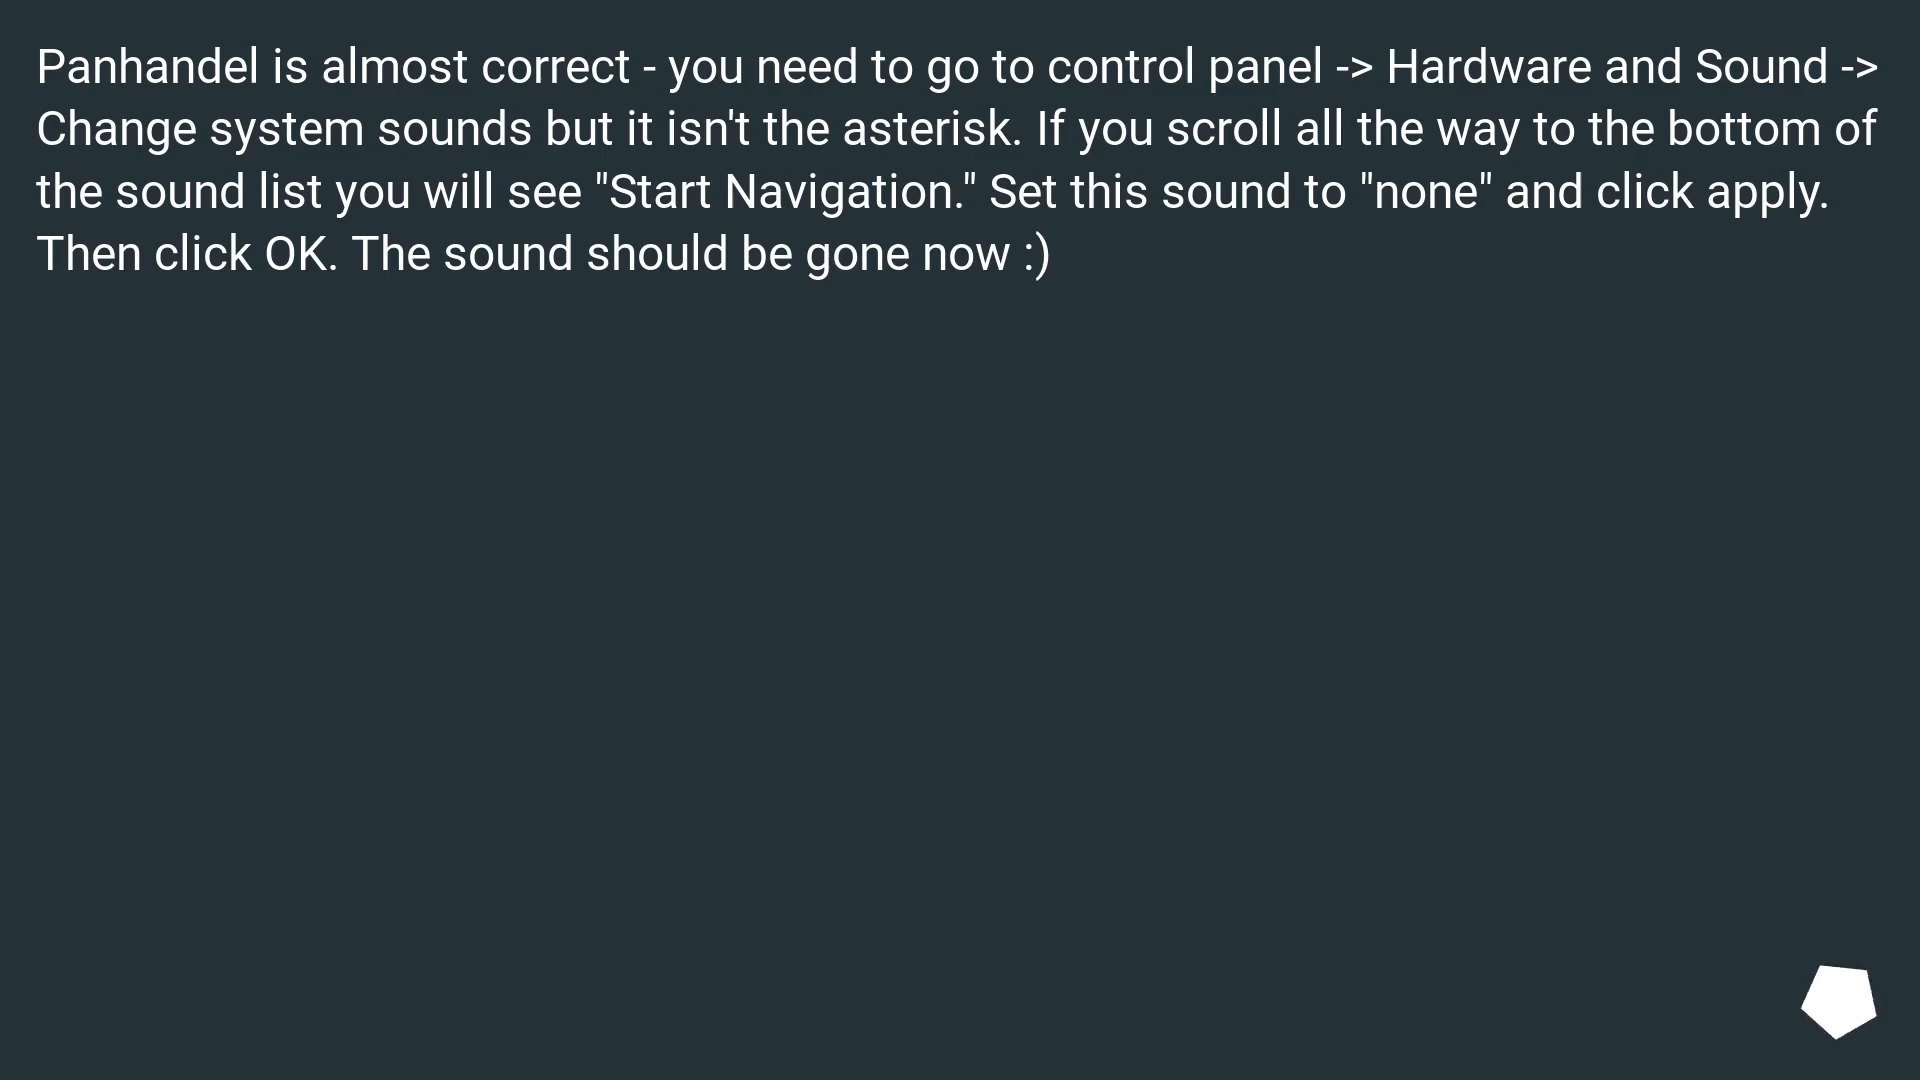 Panhandel is almost correct - you need to go to control panel -> Hardware and Sound ->
Change system sounds but it isn't the asterisk. If you scroll all the way to the bottom of
the sound list you will see "Start Navigation." Set this sound to "none" and click apply.
Then click OK. The sound should be gone now :)